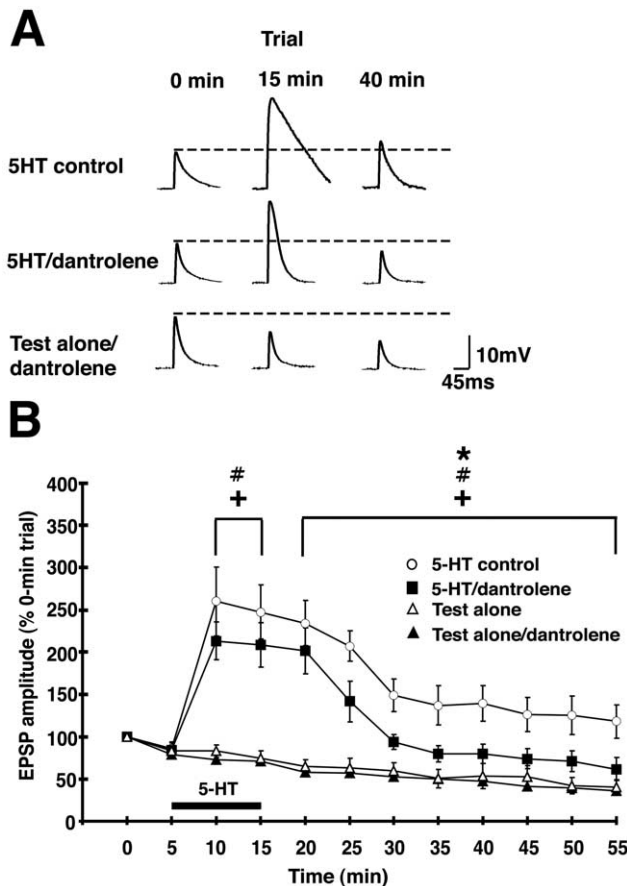 A
Trial
0 min 15 min 40 min
5HT control
5HT/dantrolene
Test alone/
dantrolene
10mV
45ms
B
*
# #
+ +
400
350
300
250
200
150
100
50
0
EPSP amplitude (% 0-min trial)
5-HT control
5-HT/dantrolene
Test alone
Test alone/dantrolene
5-HT
0 5 10 15 20 25 30 35 40 45 50 55
Time (min)